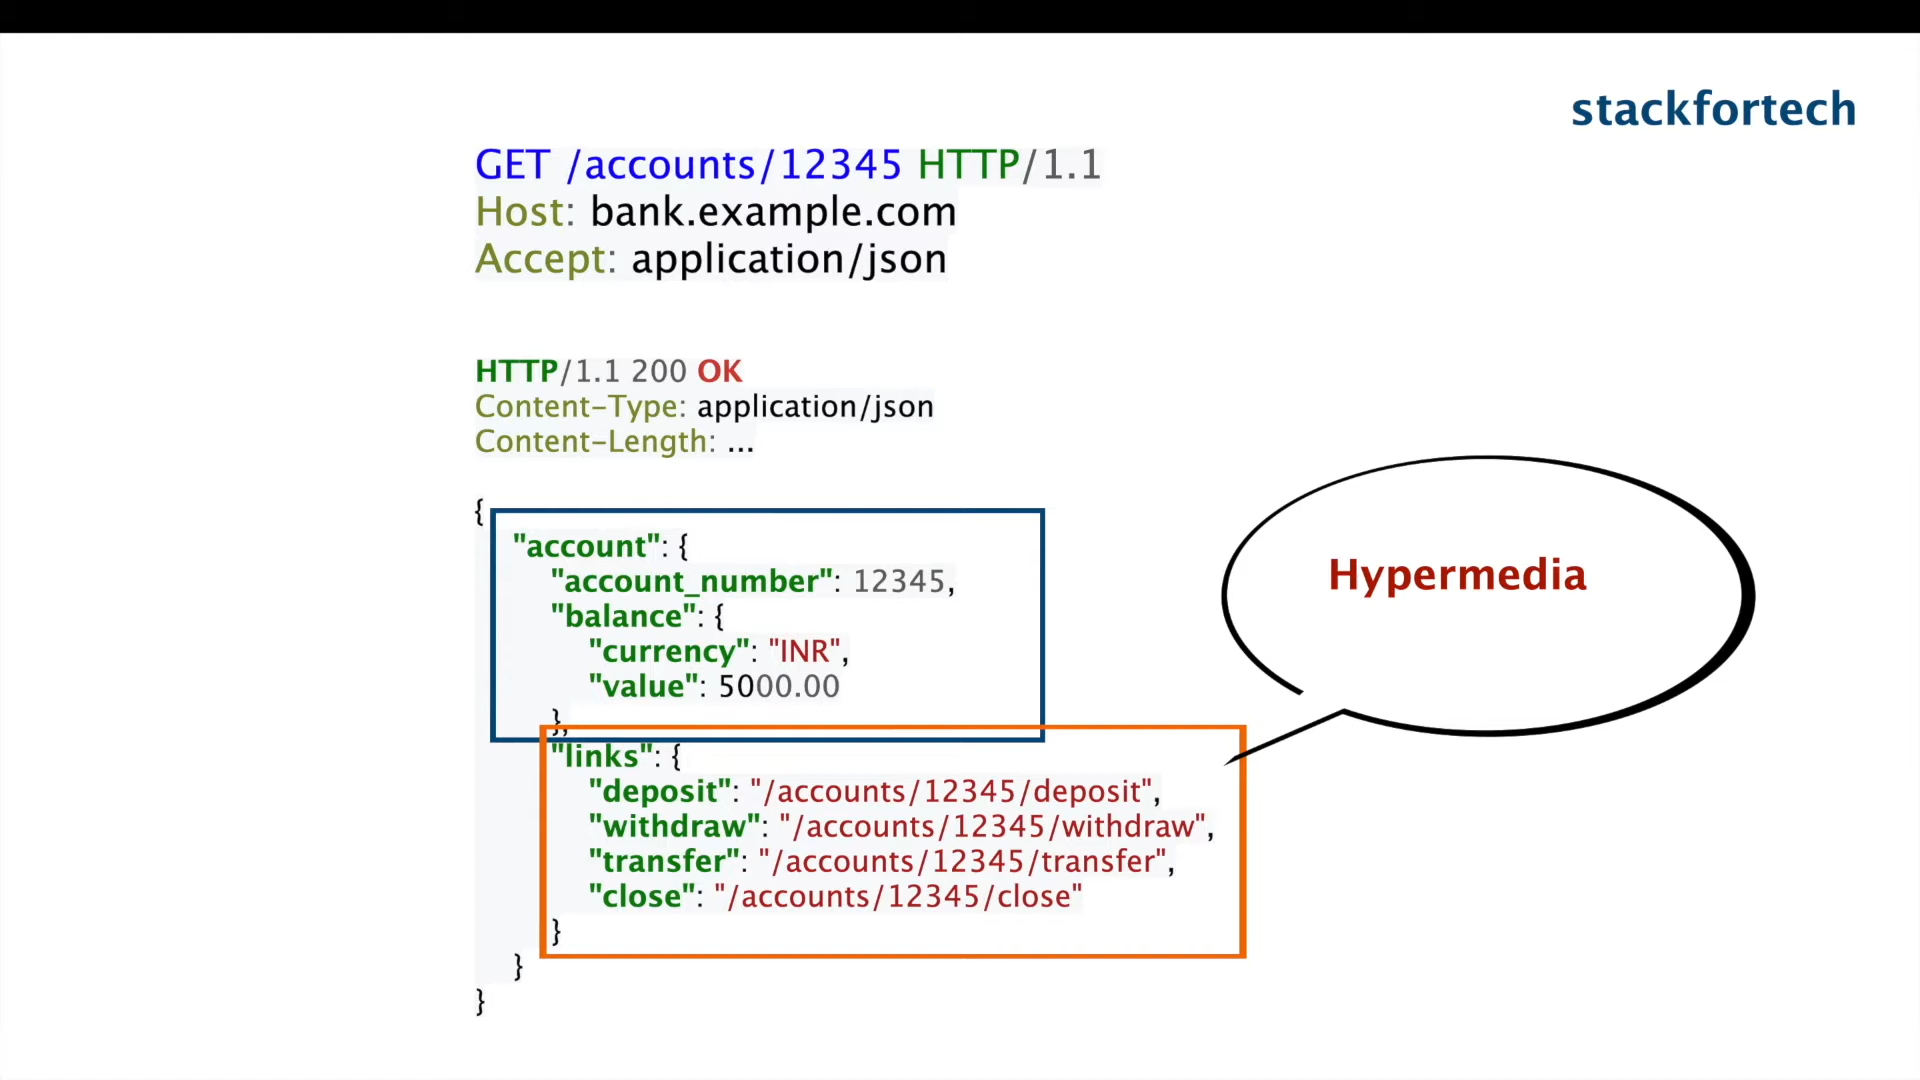 stackfortech
GET /accounts/12345 HTTP/1.1
Host: bank.example.com
Accept: application/json
HTTP/1.1 200 OK
Content-Type: application/json
Content-Length: ...
{
"account": {
"account_number": 12345,
"balance": {
"currency": "INR",
"value": 5000.00
},
"links": {
"deposit": "/accounts/12345/deposit",
"withdraw": "/accounts/12345/withdraw",
"transfer": "/accounts/12345/transfer",
"close": "/accounts/12345/close"
}
}
}
Hypermedia